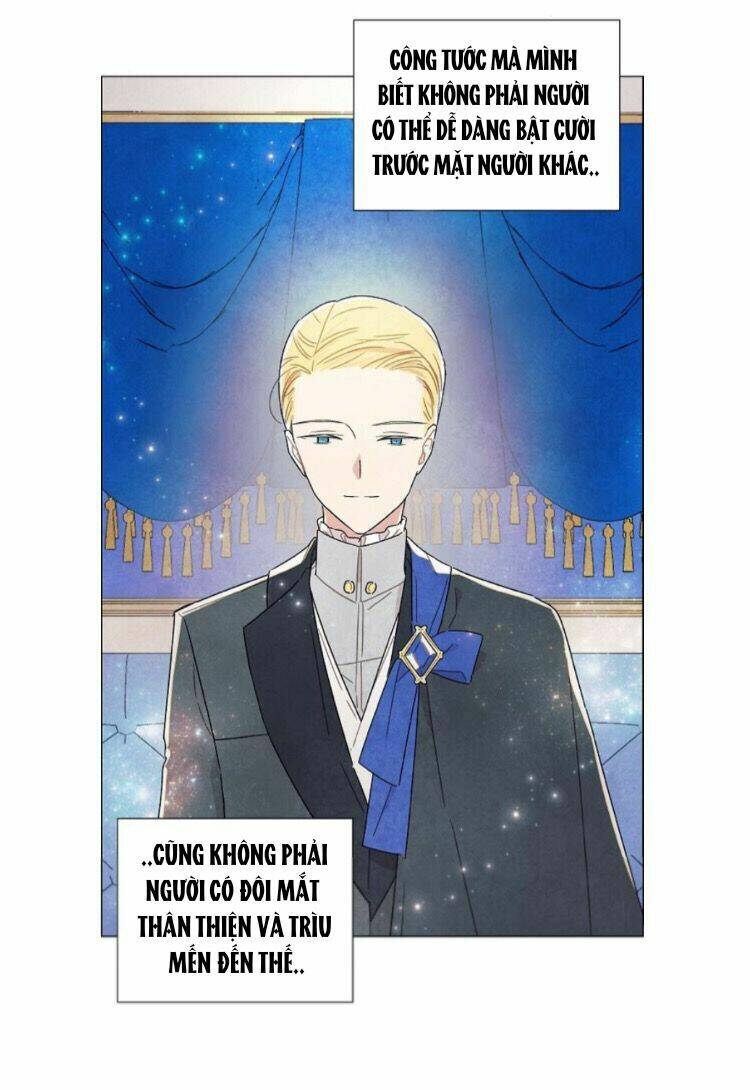 CÔNG TƯỚC MÀ MÌNH
BIẾT KHÔNG PHẢI NGƯỜI
CÓ THỂ DỄ DÀNG BẬT CƯỜI
TRƯỚC MẶT NGƯỜI KHÁC..
..CŨNG KHÔNG PHẢI
NGƯỜI CÓ ĐÔI MẮT
THÂN THIỆN VÀ TRÌU
MẾN ĐẾN THẾ..